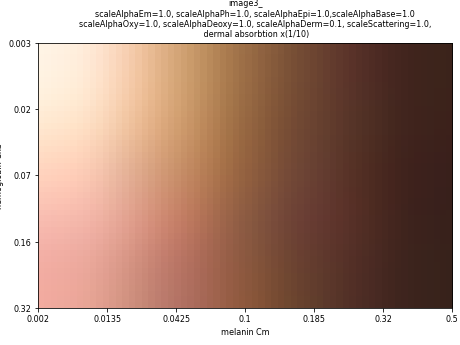 image3_
scaleAlphaEm=1.0, scaleAlphaPh=1.0, scaleAlphaEpi=1.0,scaleAlphaBase=1.0
scaleAlphaOxy=1.0, scaleAlphaDeoxy=1.0, scaleAlphaDerm=0.1, scaleScattering=1.0,
dermal absorbtion x(1/10)
0.003
0.02
0.07
0.16
0.32
0.002 0.0135 0.0425 0.1 0.185 0.32 0.5
melanin Cm